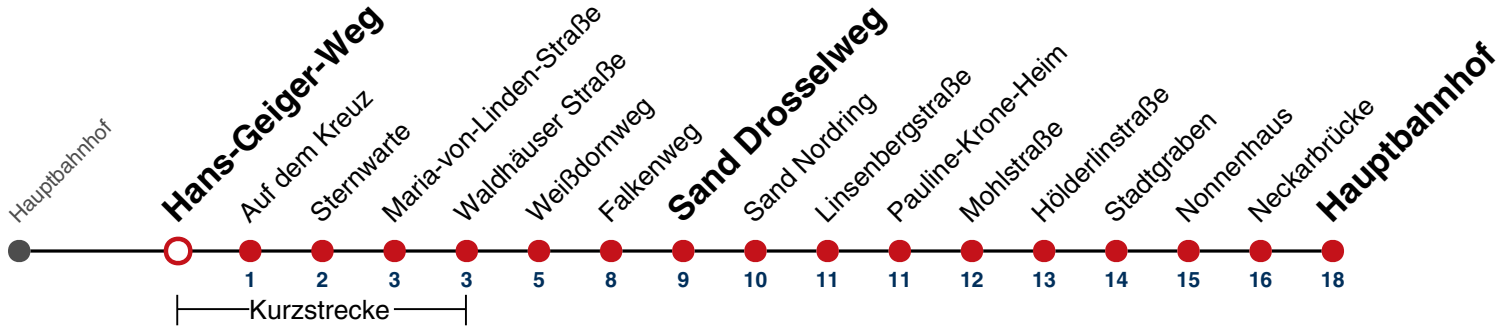 Hauptbahnhof
Hans-Geiger-Weg
Auf dem Kreuz
Sternwarte
Maria-von-Linden-Straße
Waldhäuser Straße
Weißdornweg
Falkenweg
Sand Drosselweg
Sand Nordring
Linsenbergstraße
Pauline-Krone-Heim
Mohlstraße
Hölderlinstraße
Stadtgraben
Nonnenhaus
Neckarbrücke
Hauptbahnhof
1 2 3 3 5 8 9 10 11 11 12 13 14 15 16 18
Kurzstrecke